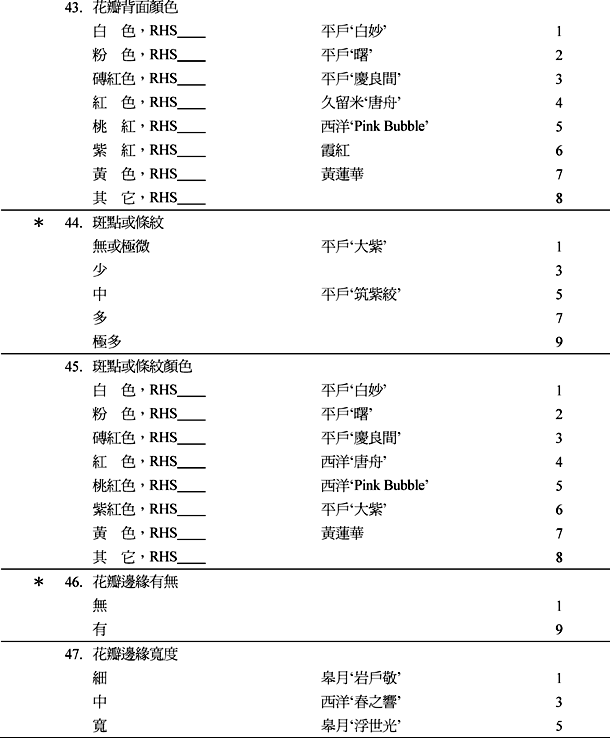 43. 花瓣背面顏色
白　色，RHS____ 平戶‘白妙’ 1
粉　色，RHS____ 平戶‘曙’ 2
磚紅色，RHS____ 平戶‘慶良間’ 3
紅　色，RHS____ 久留米‘唐舟’ 4
桃　紅，RHS____ 西洋‘Pink Bubble’ 5
紫　紅，RHS____ 霞紅 6
黃　色，RHS____ 黃蓮華 7
其　它，RHS____ 8
＊ 44. 斑點或條紋
無或極微 平戶‘大紫’ 1
少 3
中 平戶‘筑紫絞’ 5
多 7
極多 9
45. 斑點或條紋顏色
白　色，RHS____ 平戶‘白妙’ 1
粉　色，RHS____ 平戶‘曙’ 2
磚紅色，RHS____ 平戶‘慶良間’ 3
紅　色，RHS____ 西洋‘唐舟’ 4
桃紅色，RHS____ 西洋‘Pink Bubble’ 5
紫紅色，RHS____ 平戶‘大紫’ 6
黃　色，RHS____ 黃蓮華 7
其　它，RHS____ 8
＊ 46. 花瓣邊緣有無
無 1
有 9
47. 花瓣邊緣寬度
細 皋月‘岩戶敬’ 1
中 西洋‘春之響’ 3
寬 皋月‘浮世光’ 5